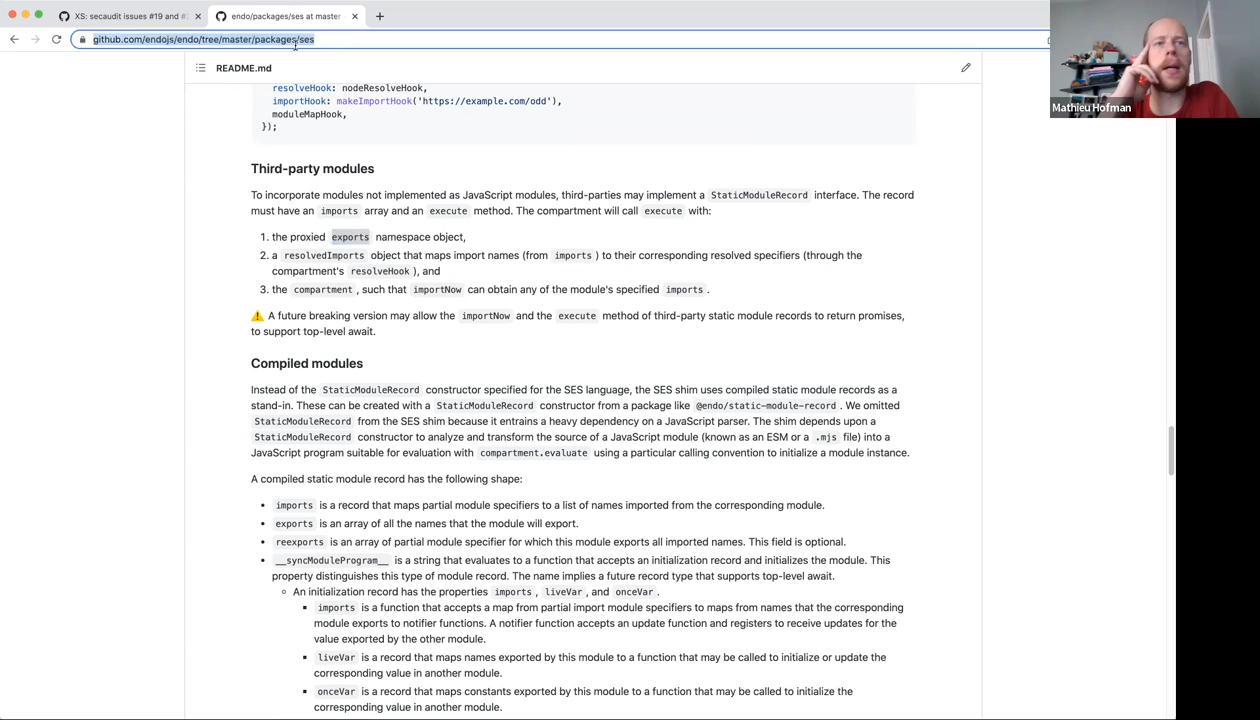 XS: secaudit issues #19 and #
endo/packages/ses at master
github.com/endojs/endo/tree/master/packages/ses
Mathieu Hofman
README.md
resolveHook: nodeResolveHook,
importHook: makeImportHook('https://example.com/odd'),
moduleMapHook,
});
Third-party modules
To incorporate modules not implemented as JavaScript modules, third-parties may implement a StaticModuleRecord interface. The record
must have an imports array and an execute method. The compartment will call execute with:
1. the proxied exports namespace object,
2. a resolvedImports object that maps import names (from imports ) to their corresponding resolved specifiers (through the
compartment's resolveHook ), and
3. the compartment , such that importNow can obtain any of the module's specified imports .
⚠️ A future breaking version may allow the importNow and the execute method of third-party static module records to return promises,
to support top-level await.
Compiled modules
Instead of the StaticModuleRecord constructor specified for the SES language, the SES shim uses compiled static module records as a
stand-in. These can be created with a StaticModuleRecord constructor from a package like @endo/static-module-record . We omitted
StaticModuleRecord from the SES shim because it entrains a heavy dependency on a JavaScript parser. The shim depends upon a
StaticModuleRecord constructor to analyze and transform the source of a JavaScript module (known as an ESM or a .mjs file) into a
JavaScript program suitable for evaluation with compartment.evaluate using a particular calling convention to initialize a module instance.
A compiled static module record has the following shape:
• imports is a record that maps partial module specifiers to a list of names imported from the corresponding module.
• exports is an array of all the names that the module will export.
• reexports is an array of partial module specifier for which this module exports all imported names. This field is optional.
• __syncModuleProgram__ is a string that evaluates to a function that accepts an initialization record and initializes the module. This
property distinguishes this type of module record. The name implies a future record type that supports top-level await.
◦ An initialization record has the properties imports , liveVar , and onceVar .
▪ imports is a function that accepts a map from partial import module specifiers to maps from names that the corresponding
module exports to notifier functions. A notifier function accepts an update function and registers to receive updates for the
value exported by the other module.
▪ liveVar is a record that maps names exported by this module to a function that may be called to initialize or update the
corresponding value in another module.
▪ onceVar is a record that maps constants exported by this module to a function that may be called to initialize the
corresponding value in another module.